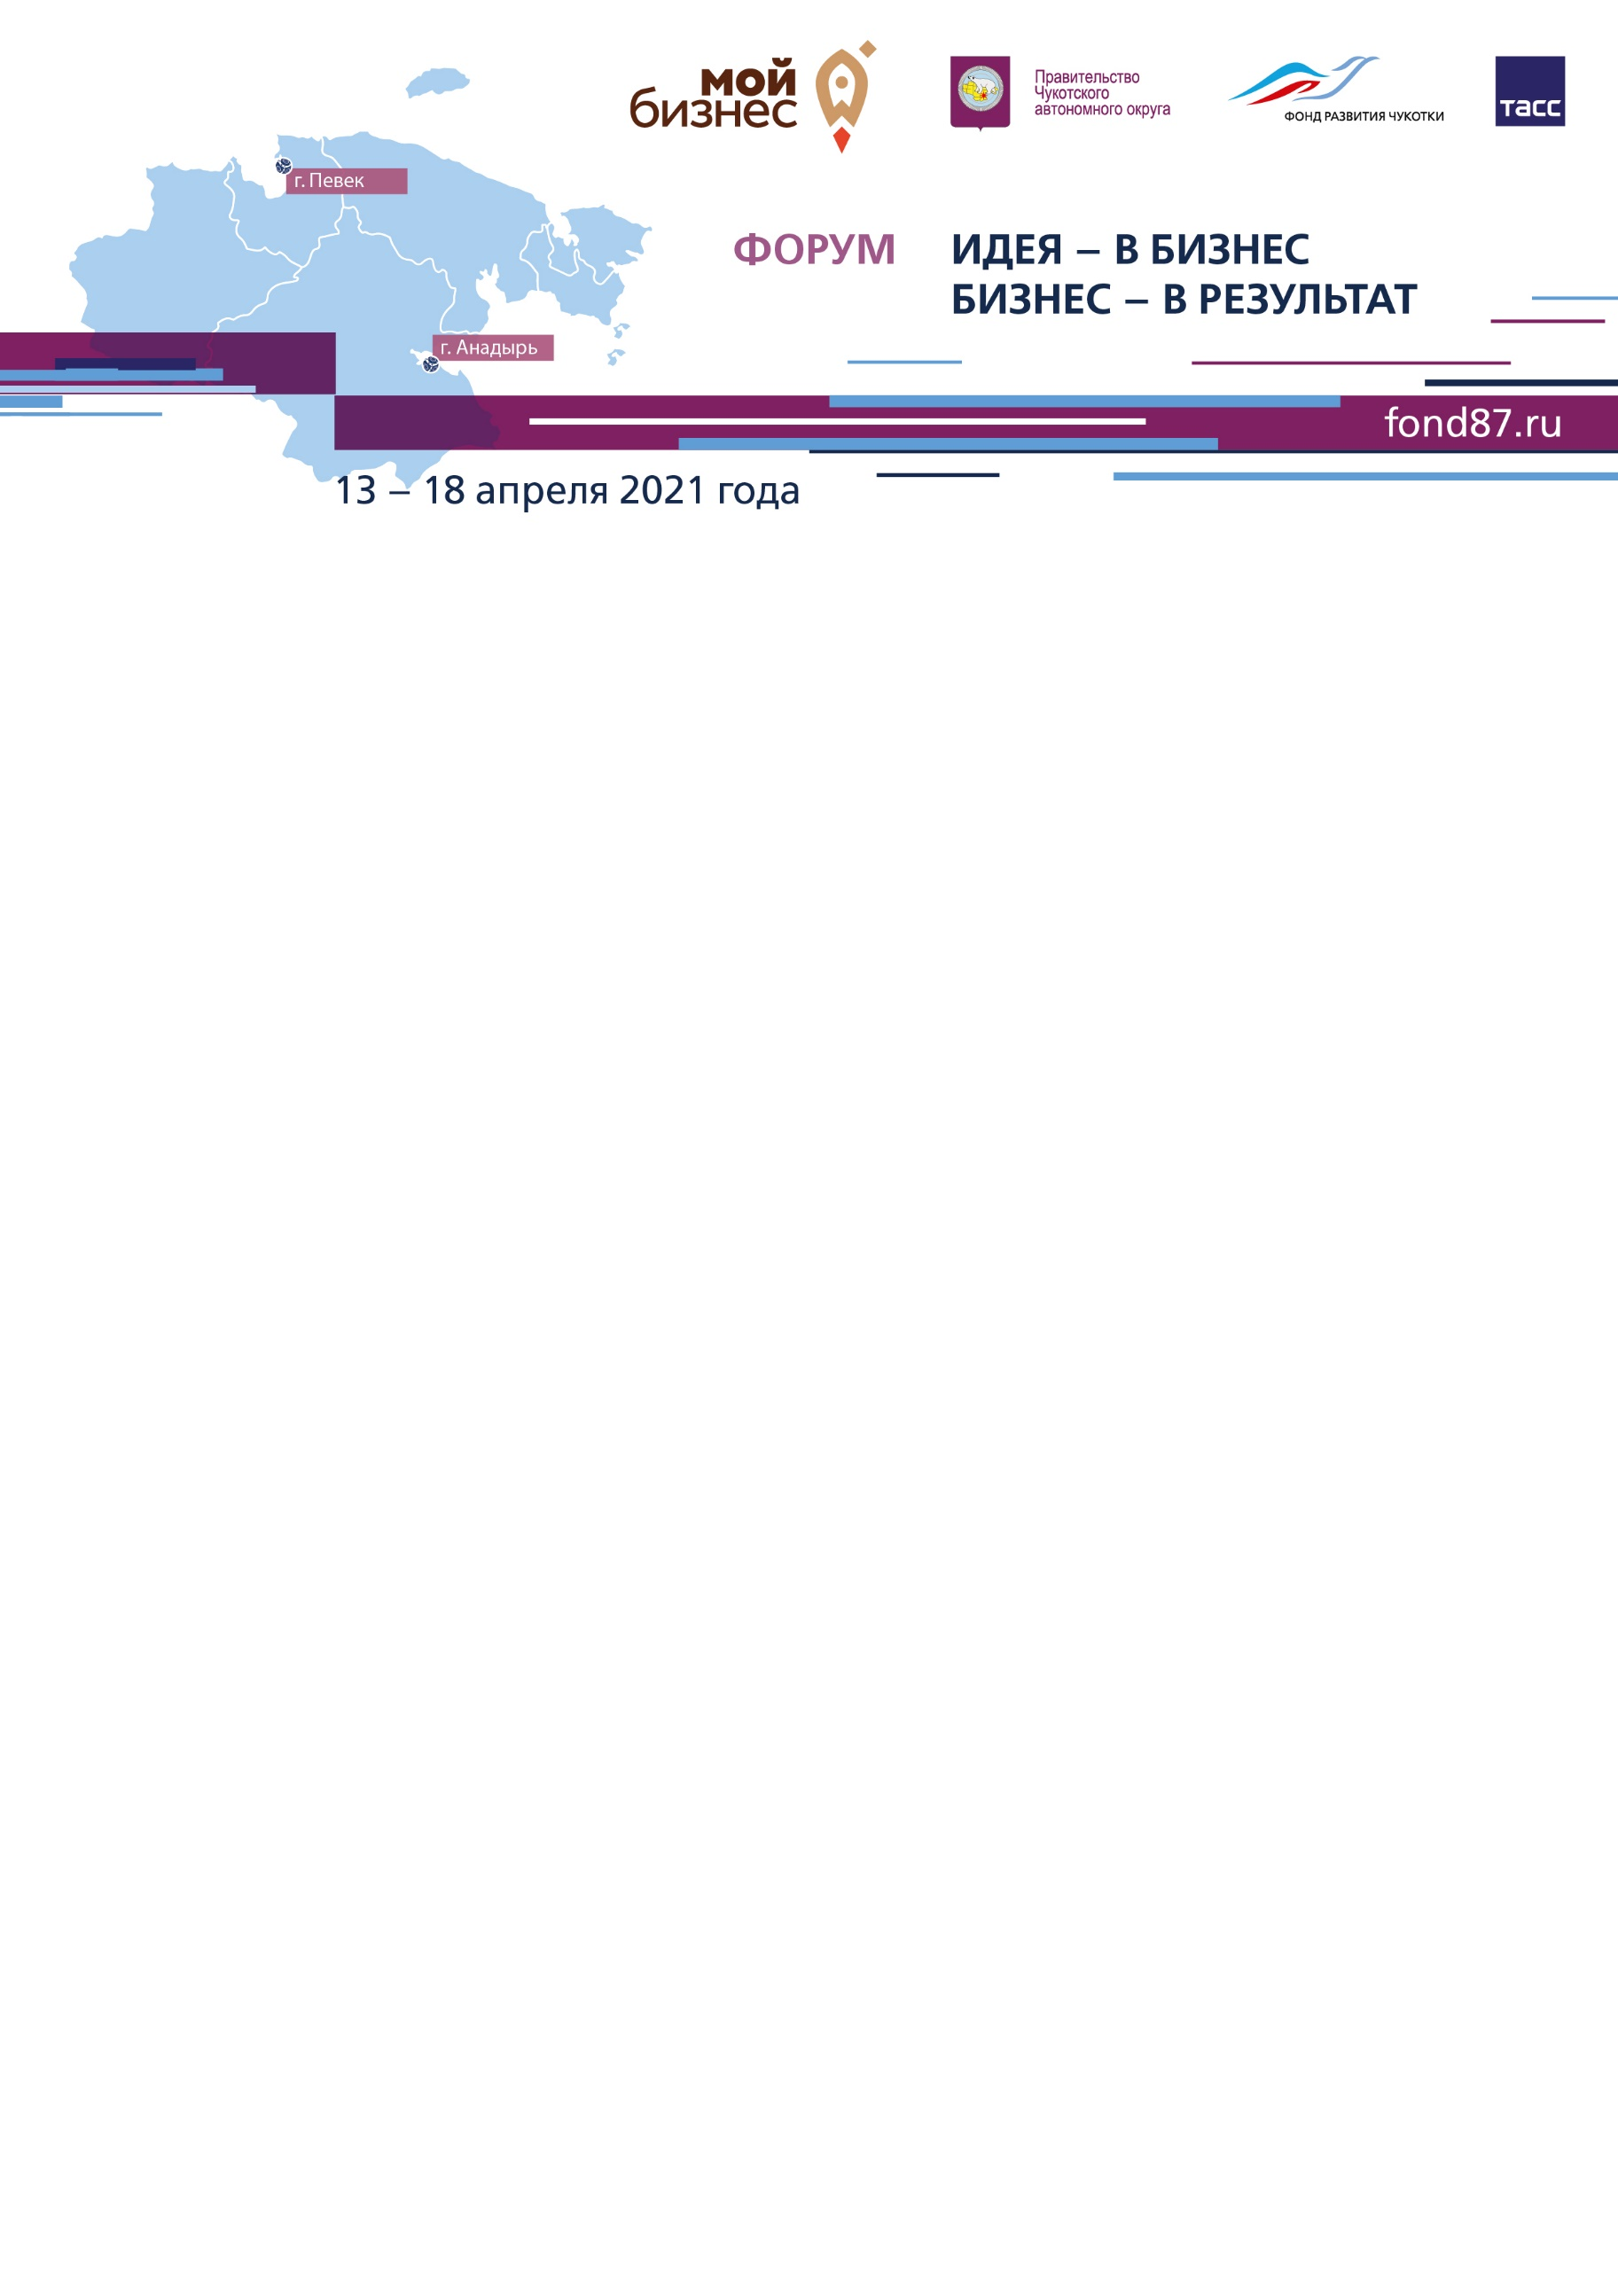 мой
бизнес
Правительство
Чукотского
автономного округа
ФОНД РАЗВИТИЯ ЧУКОТКИ
ТАСС
г. Певек
ФОРУМ
ИДЕЯ – В БИЗНЕС
БИЗНЕС – В РЕЗУЛЬТАТ
г. Анадырь
fond87.ru
13 – 18 апреля 2021 года